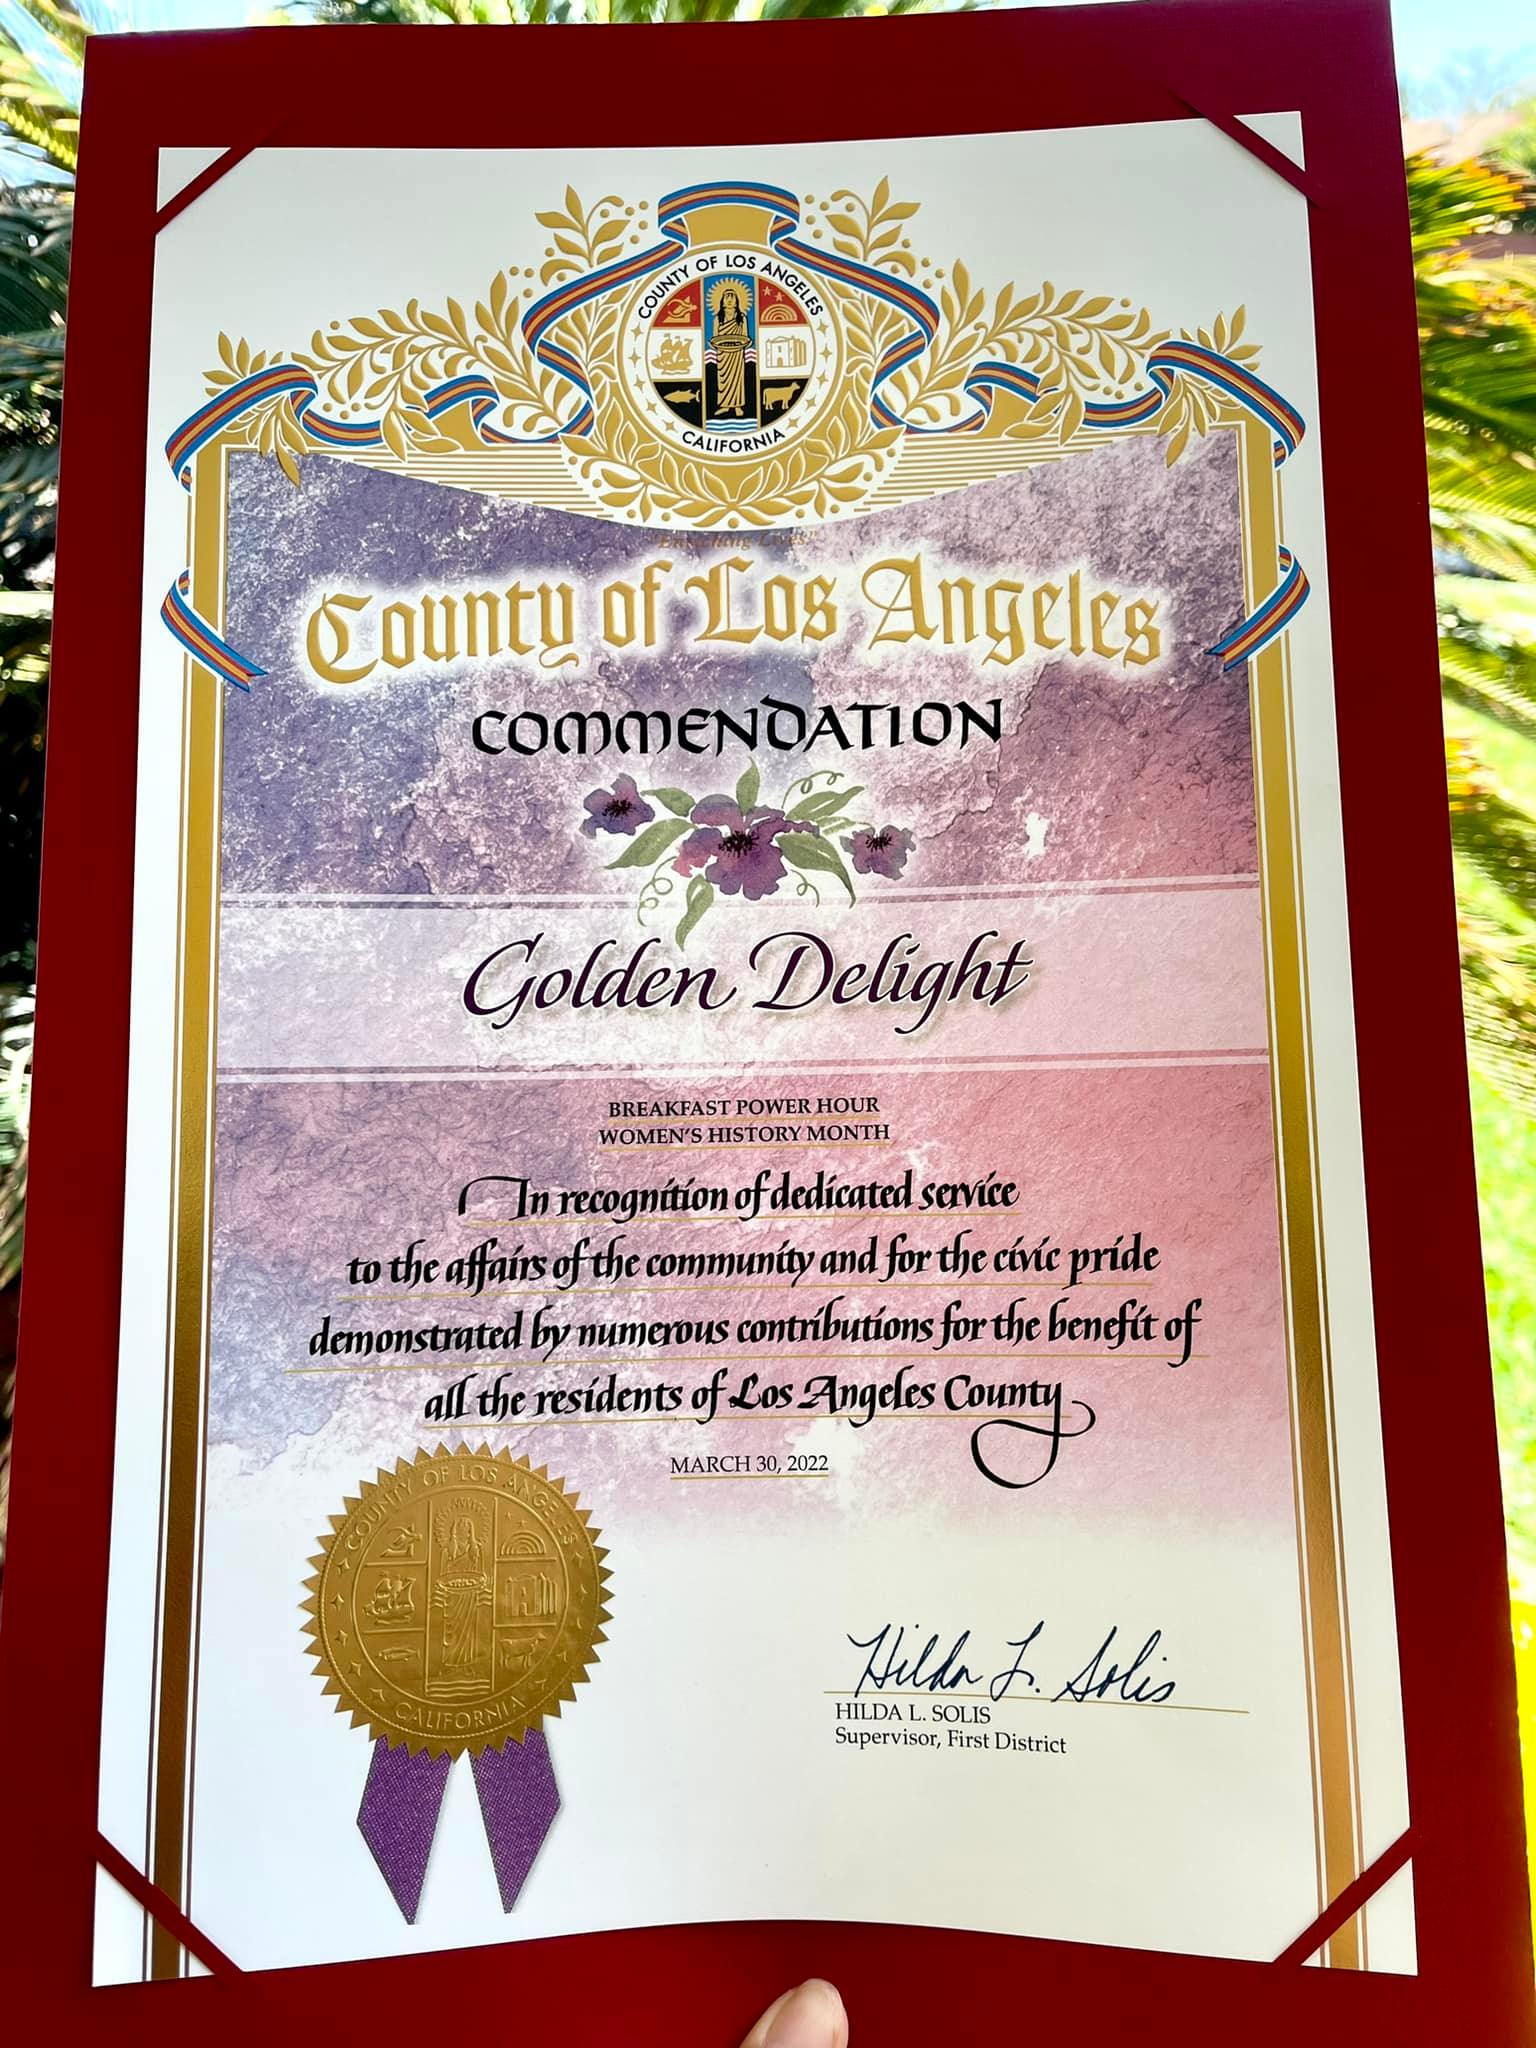 COUNTY OF LOS ANGELES
CALIFORNIA
"Enriching Lives"
County of Los Angeles
COMMENDATION
Golden Delight
BREAKFAST POWER HOUR
WOMEN'S HISTORY MONTH
In recognition of dedicated service
to the affairs of the community and for the civic pride
demonstrated by numerous contributions for the benefit of
all the residents of Los Angeles County
MARCH 30, 2022
COUNTY OF LOS ANGELES
CALIFORNIA
Hilda L. Solis
HILDA L. SOLIS
Supervisor, First District